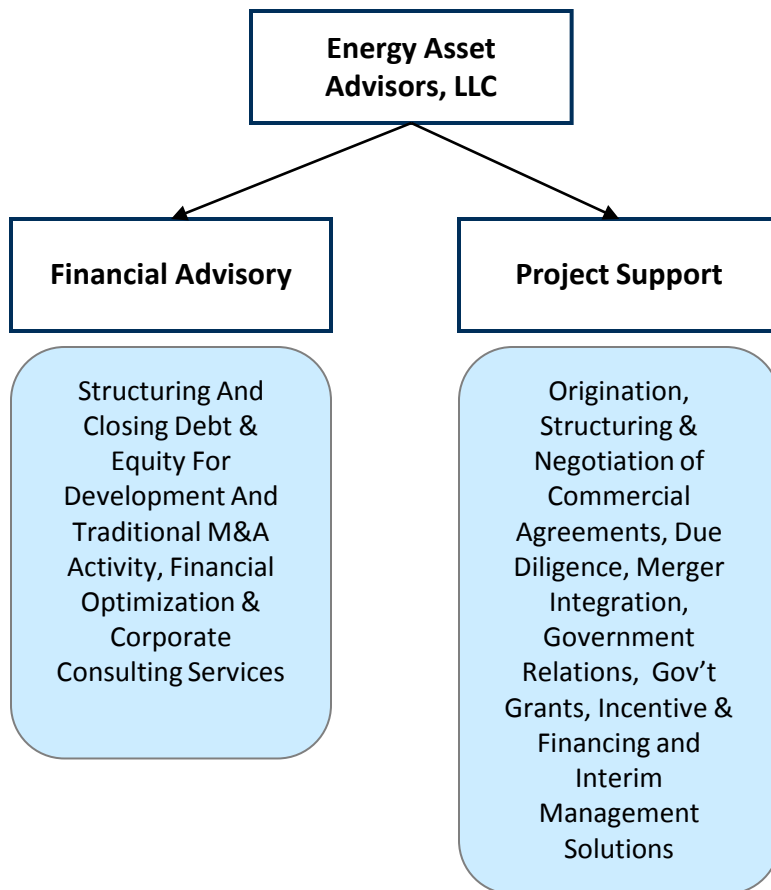 Energy Asset
Advisors, LLC
Financial Advisory
Structuring And
Closing Debt &
Equity For
Development And
Traditional M&A
Activity, Financial
Optimization &
Corporate
Consulting Services
Project Support
Origination,
Structuring &
Negotiation of
Commercial
Agreements, Due
Diligence, Merger
Integration,
Government
Relations,  Gov’t
Grants, Incentive &
Financing and
Interim
Management
Solutions